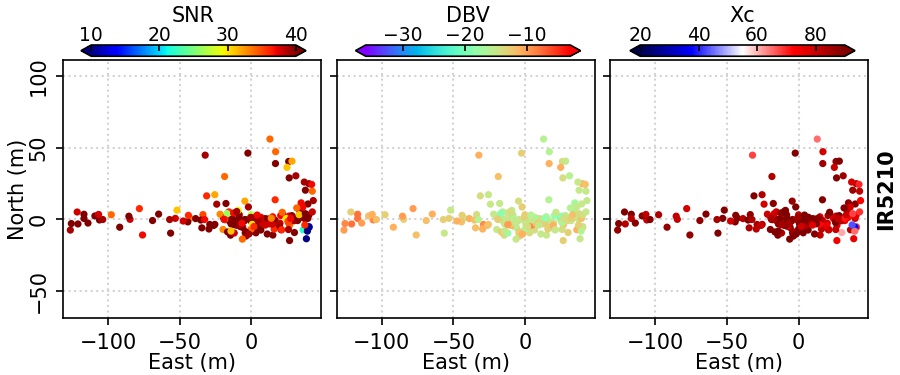 SNR DBV Xc
10 20 30 40 −30 −20 −10 20 40 60 80
100
50
0
−50
North (m)
IR5210
−100 −50 0 −100 −50 0 −100 −50 0
East (m) East (m) East (m)